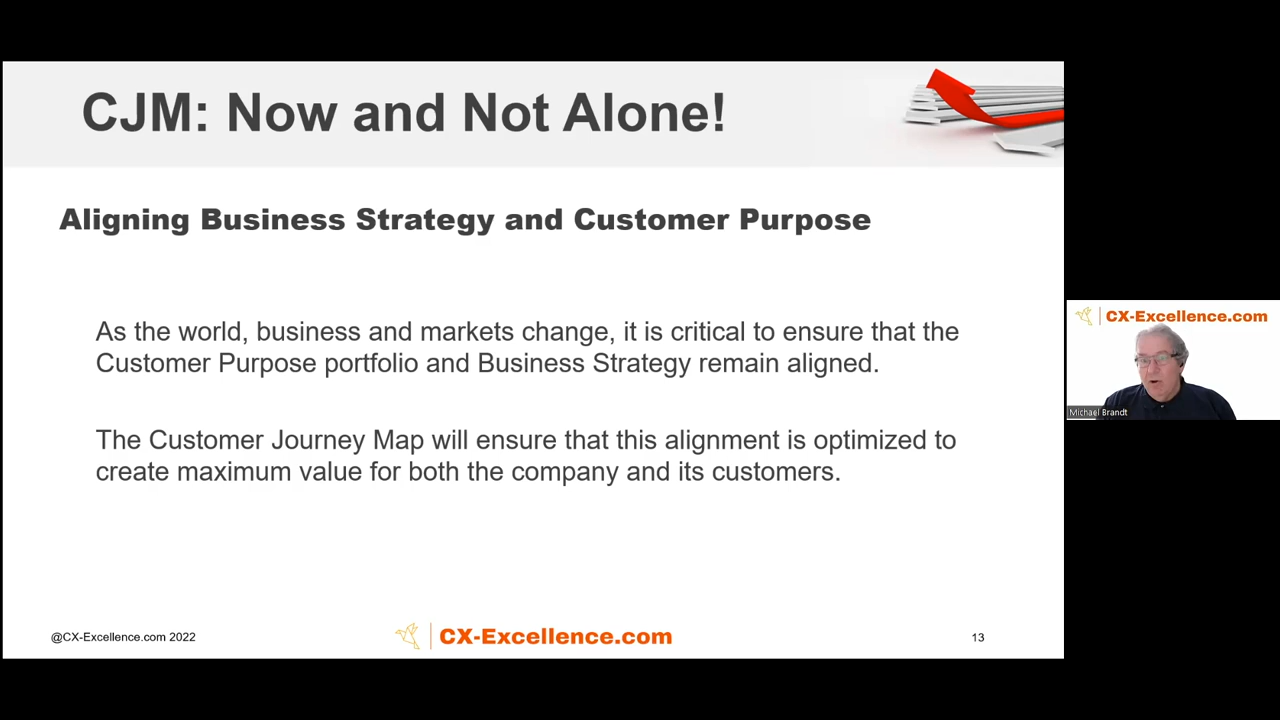 CJM: Now and Not Alone!
Aligning Business Strategy and Customer Purpose
As the world, business and markets change, it is critical to ensure that the
Customer Purpose portfolio and Business Strategy remain aligned.
The Customer Journey Map will ensure that this alignment is optimized to
create maximum value for both the company and its customers.
@CX-Excellence.com 2022
CX-Excellence.com
13
CX-Excellence.com
Michael Brandt